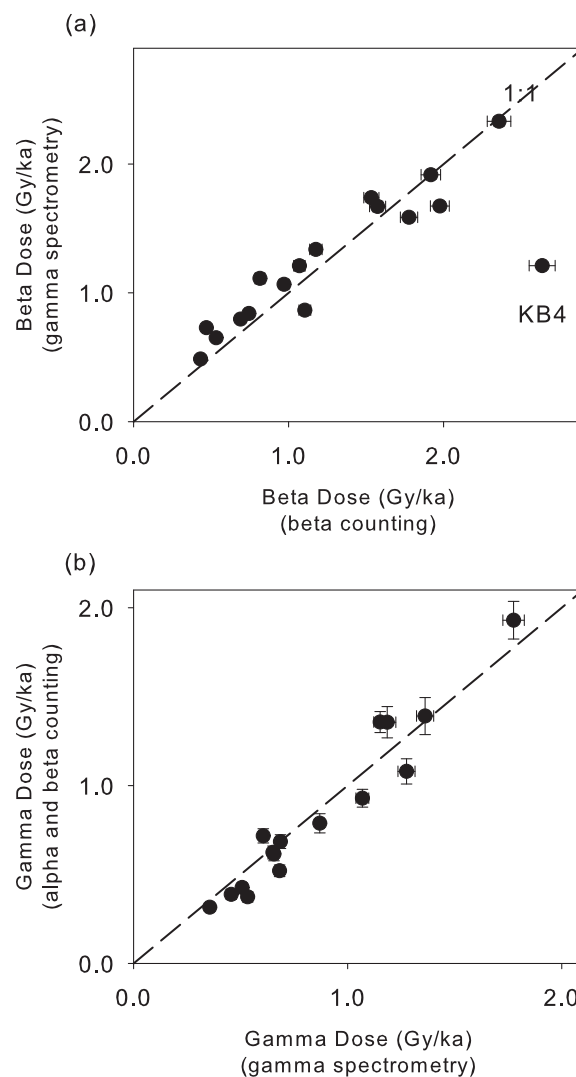 (a)
1:1
2.0
1.0
0.0
KB4
Beta Dose (Gy/ka)
(gamma spectrometry)
0.0
1.0
2.0
Beta Dose (Gy/ka)
(beta counting)
(b)
2.0
1.0
0.0
Gamma Dose (Gy/ka)
(alpha and beta counting)
0.0
1.0
2.0
Gamma Dose (Gy/ka)
(gamma spectrometry)